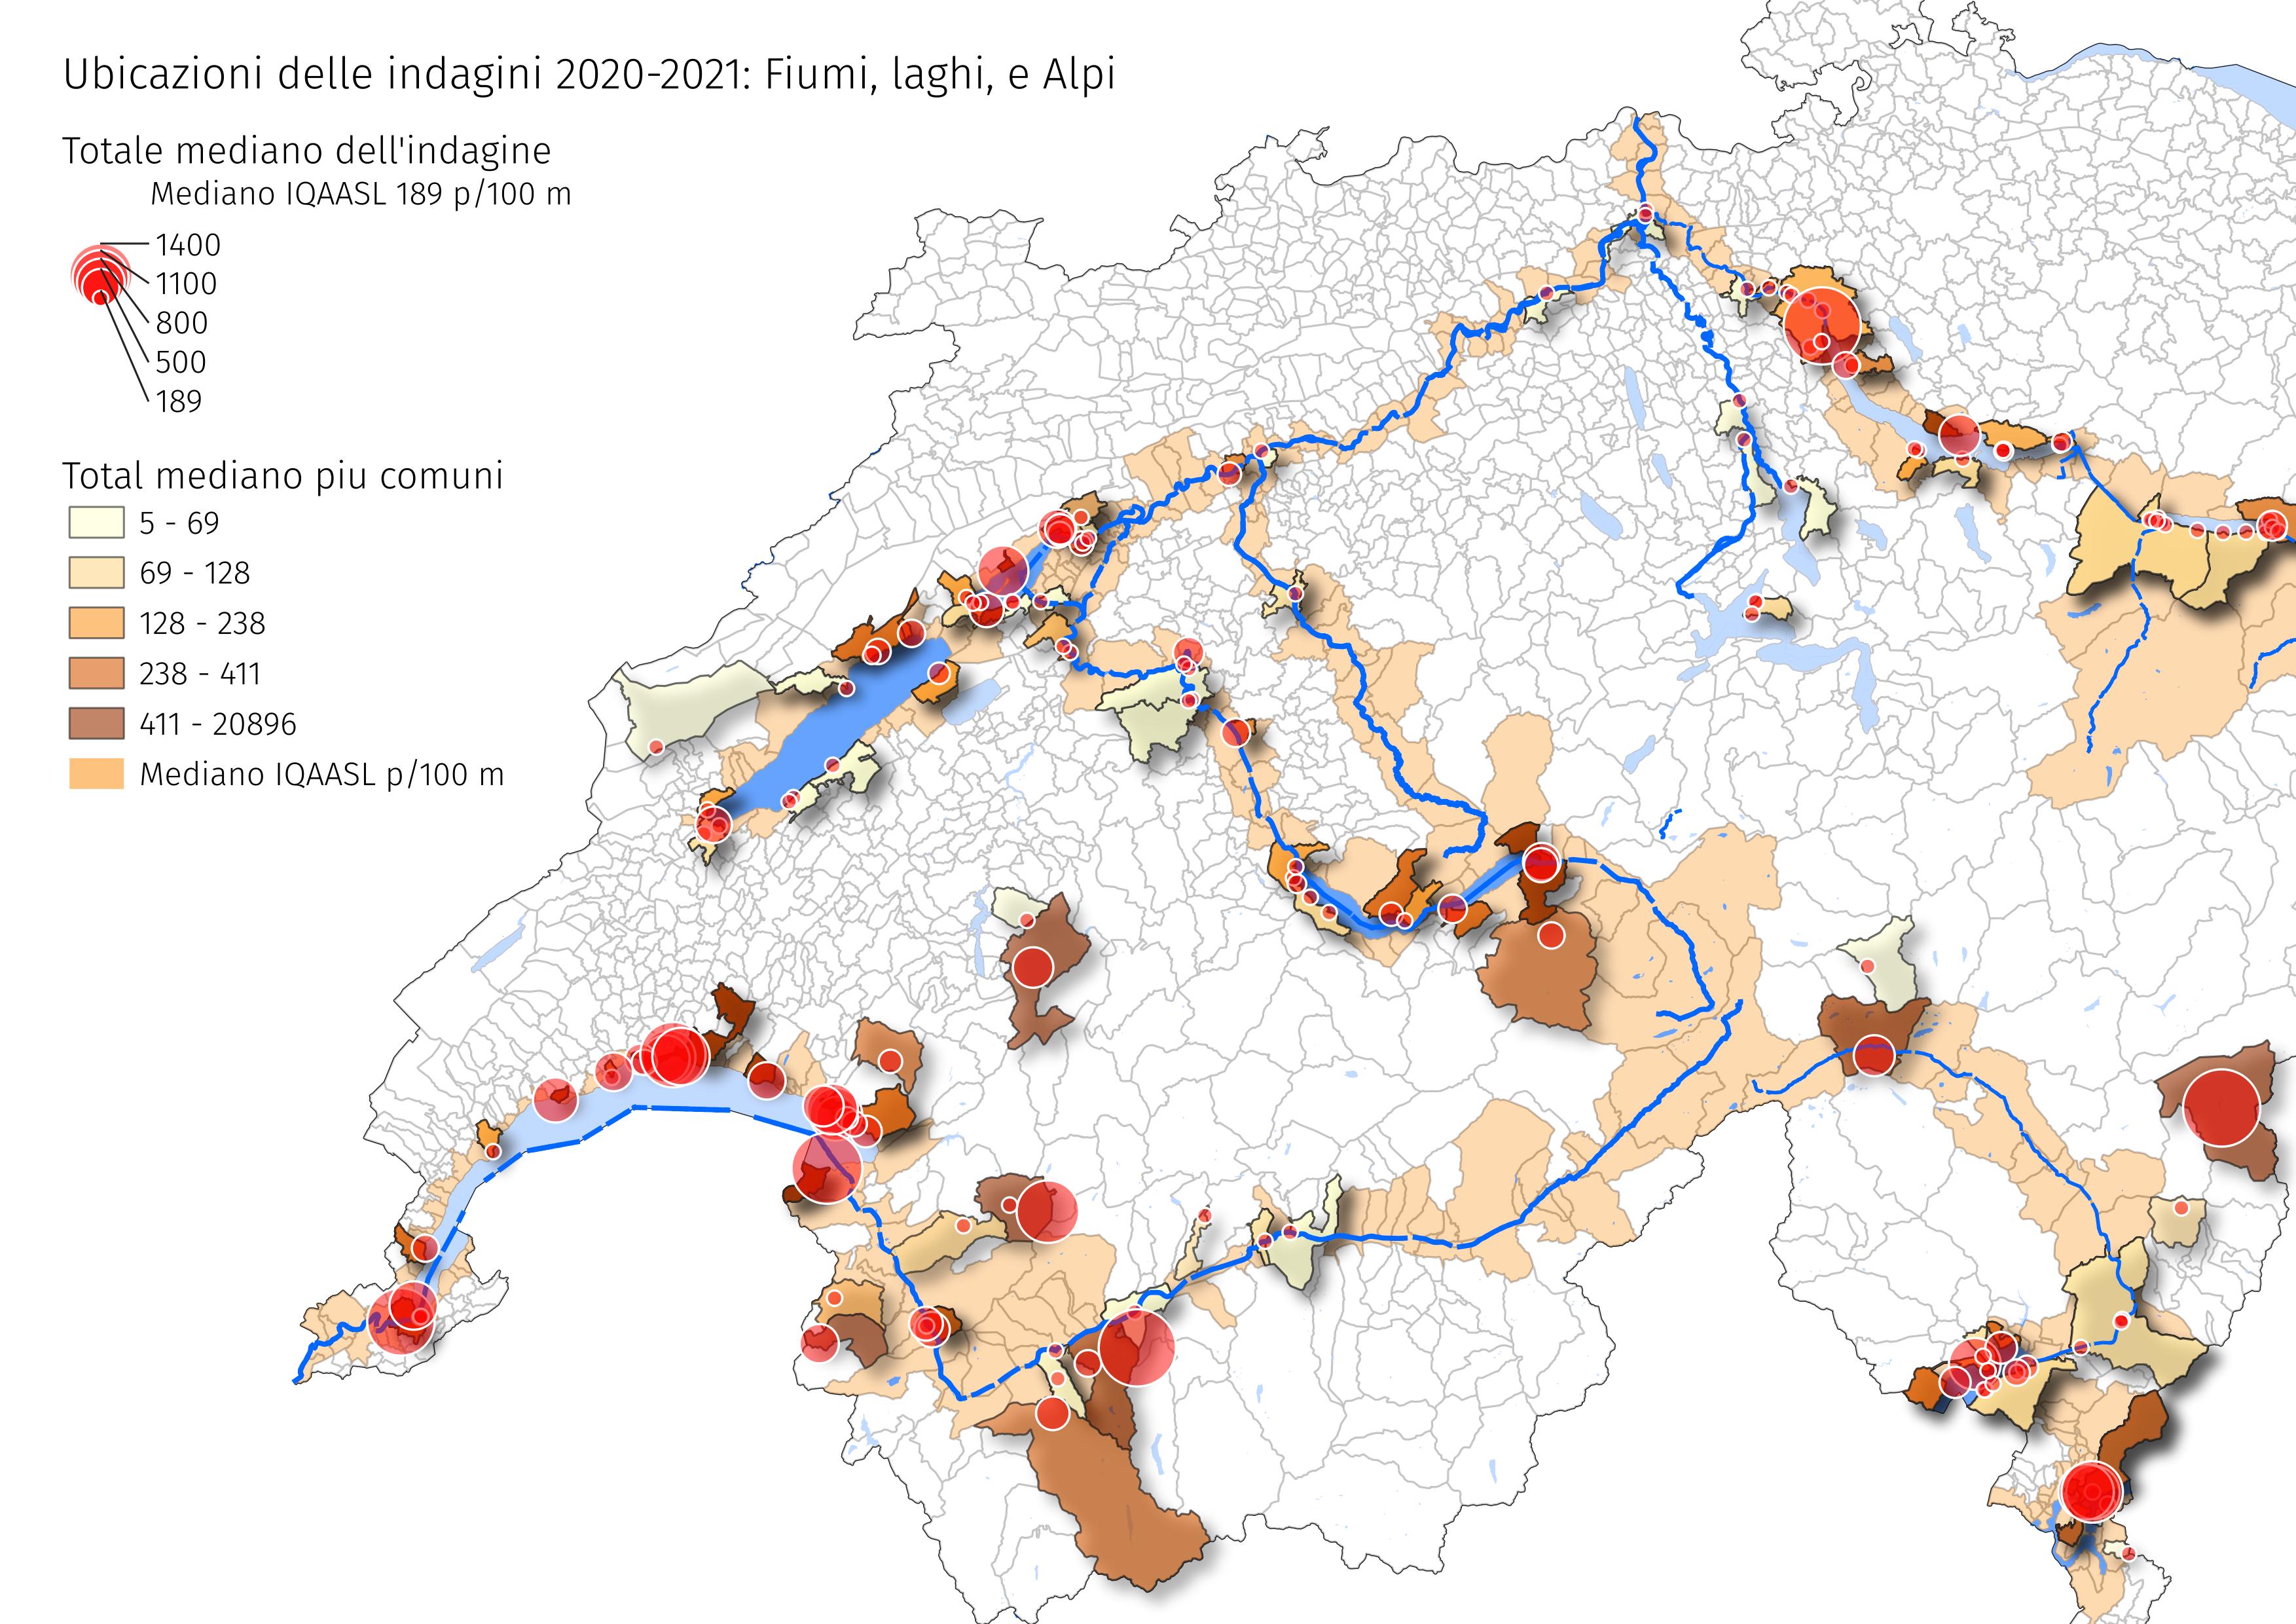 Ubicazioni delle indagini 2020-2021: Fiumi, laghi, e Alpi
Totale mediano dell'indagine
Mediano IQAASL 189 p/100 m
1400
1100
800
500
189
Total mediano piu comuni
5 - 69
69 - 128
128 - 238
238 - 411
411 - 20896
Mediano IQAASL p/100 m